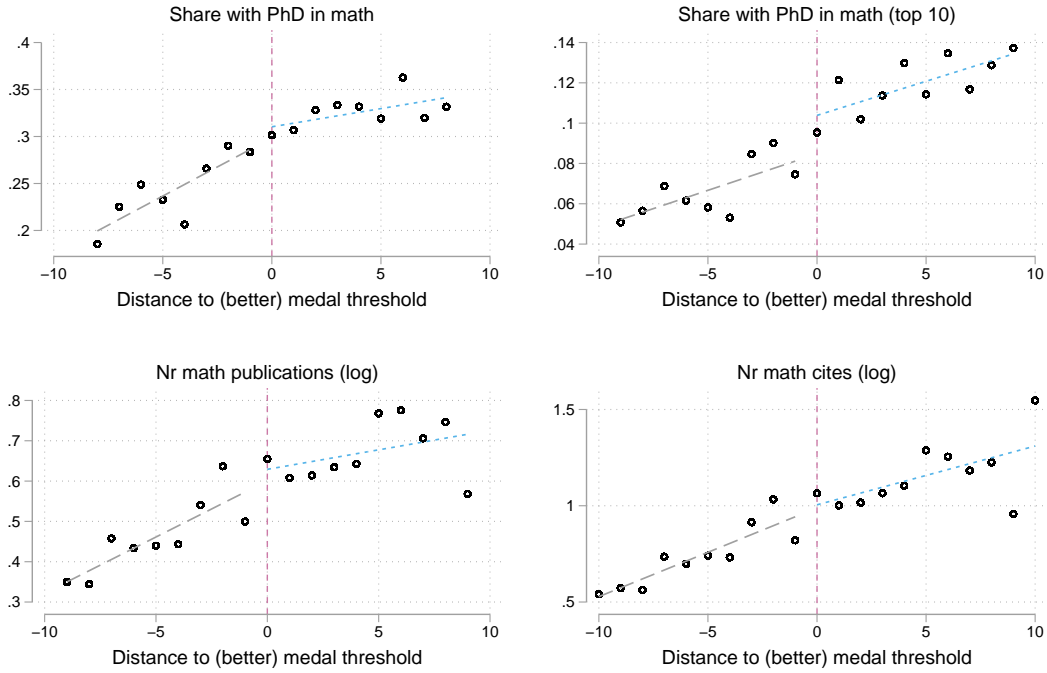 Share with PhD in math
.4
.35
.3
.25
.2
−10 −5 0 5 10
Distance to (better) medal threshold
Share with PhD in math (top 10)
.14
.12
.1
.08
.06
.04
−10 −5 0 5 10
Distance to (better) medal threshold
Nr math publications (log)
.8
.7
.6
.5
.4
.3
−10 −5 0 5 10
Distance to (better) medal threshold
Nr math cites (log)
1.5
1
.5
−10 −5 0 5 10
Distance to (better) medal threshold